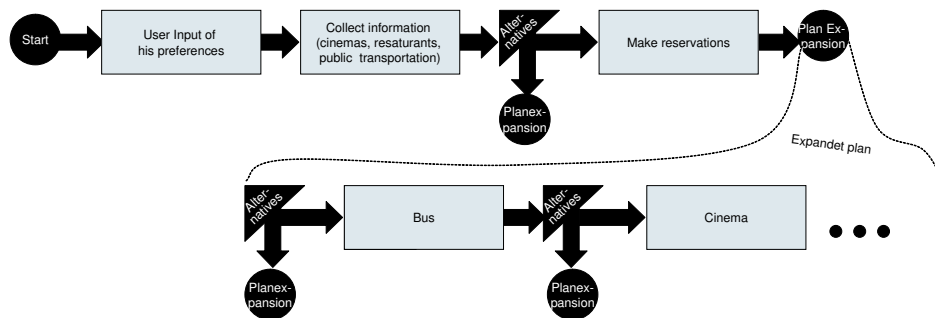 Start
User Input of
his preferences
Collect information
(cinemas, resaturants,
public transportation)
Alter-
natives
Make reservations
Plan Ex-
pansion
Planex-
pansion
Expandet plan
Alter-
natives
Bus
Alter-
natives
Cinema
Planex-
pansion
Planex-
pansion